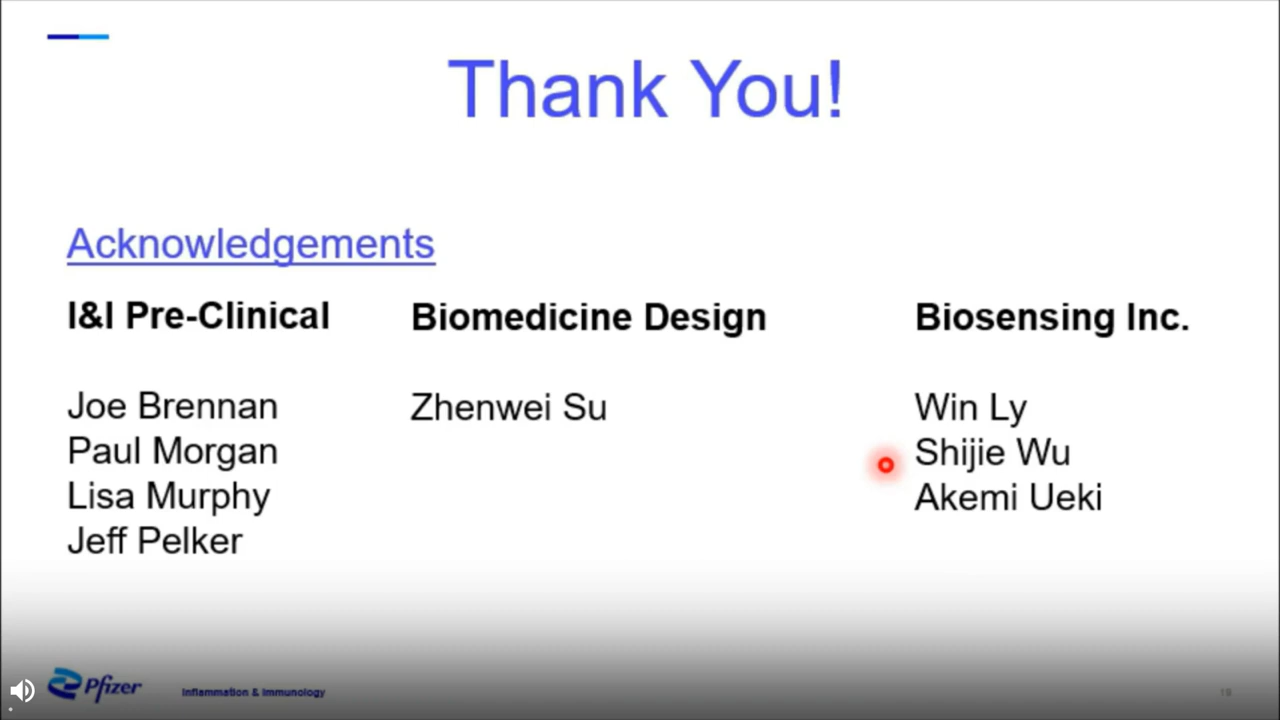 Thank You!
Acknowledgements
I&I Pre-Clinical
Joe Brennan
Paul Morgan
Lisa Murphy
Jeff Pelker
Biomedicine Design
Zhenwei Su
Biosensing Inc.
Win Ly
Shijie Wu
Akemi Ueki
Pfizer
Inflammation & Immunology